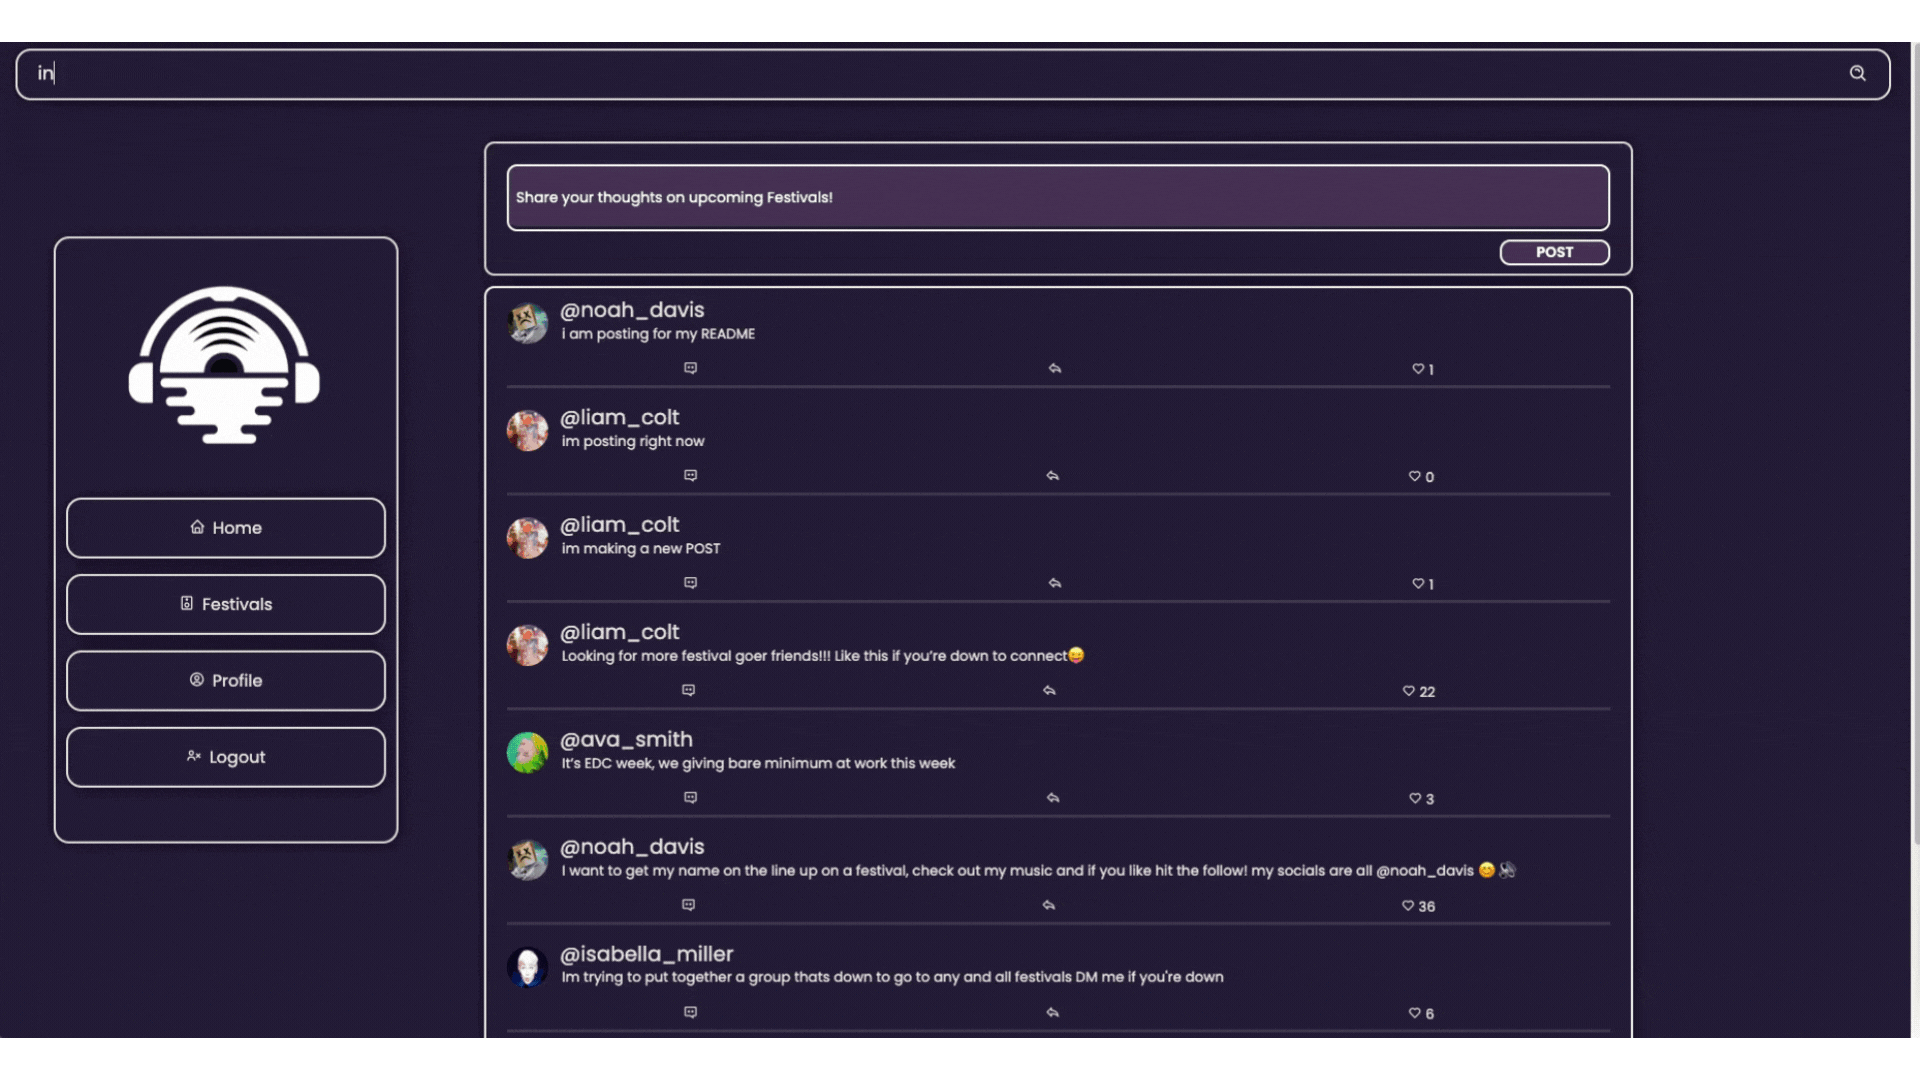 in
Share your thoughts on upcoming Festivals!
POST
Home
Festivals
Profile
Logout
@noah_davis
i am posting for my README
1
@liam_colt
im posting right now
0
@liam_colt
im making a new POST
1
@liam_colt
Looking for more festival goer friends!!! Like this if you're down to connect😝
22
@ava_smith
It's EDC week, we giving bare minimum at work this week
3
@noah_davis
I want to get my name on the line up on a festival, check out my music and if you like hit the follow! my socials are all @noah_davis 😊 🔊
36
@isabella_miller
Im trying to put together a group thats down to go to any and all festivals DM me if you're down
6